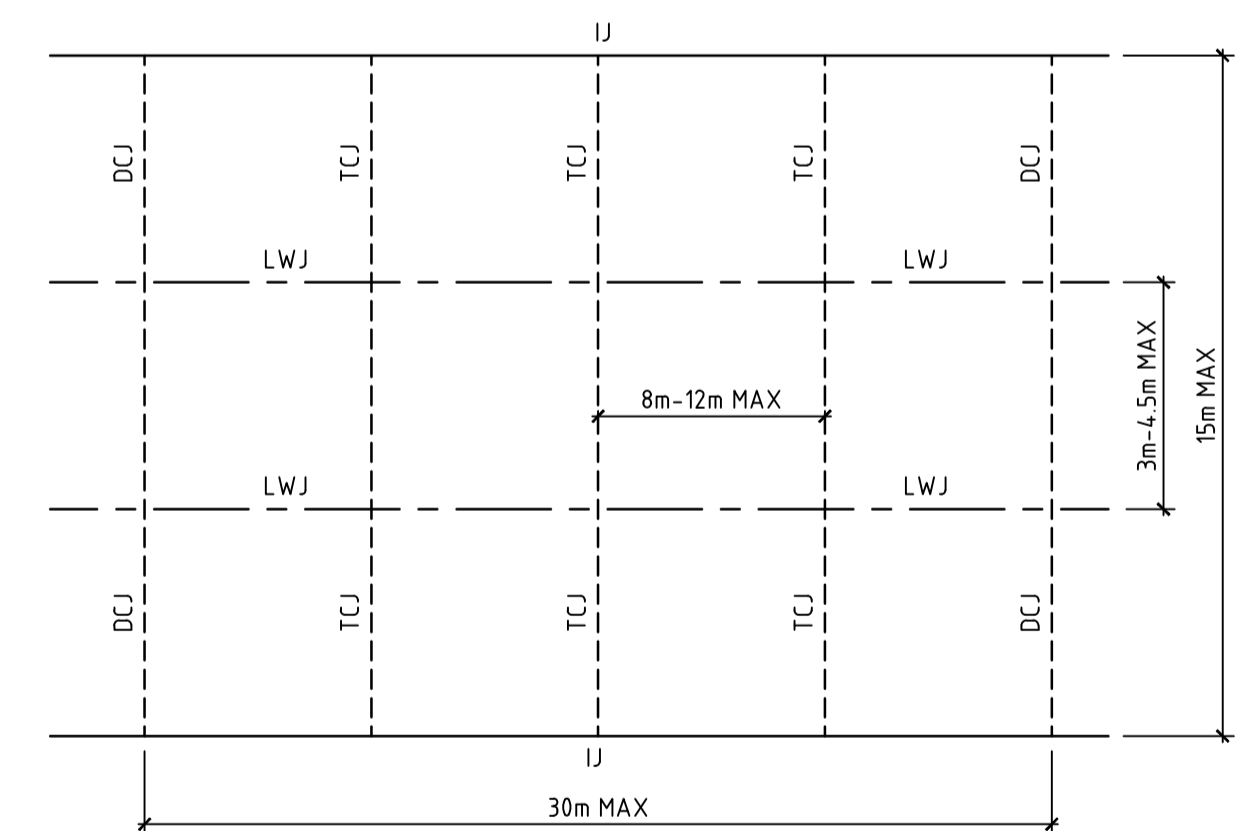 IJ
DCJ
TCJ
TCJ
TCJ
DCJ
LWJ
LWJ
8m-12m MAX
3m-4.5m MAX
15m MAX
LWJ
LWJ
DCJ
TCJ
TCJ
TCJ
DCJ
IJ
30m MAX